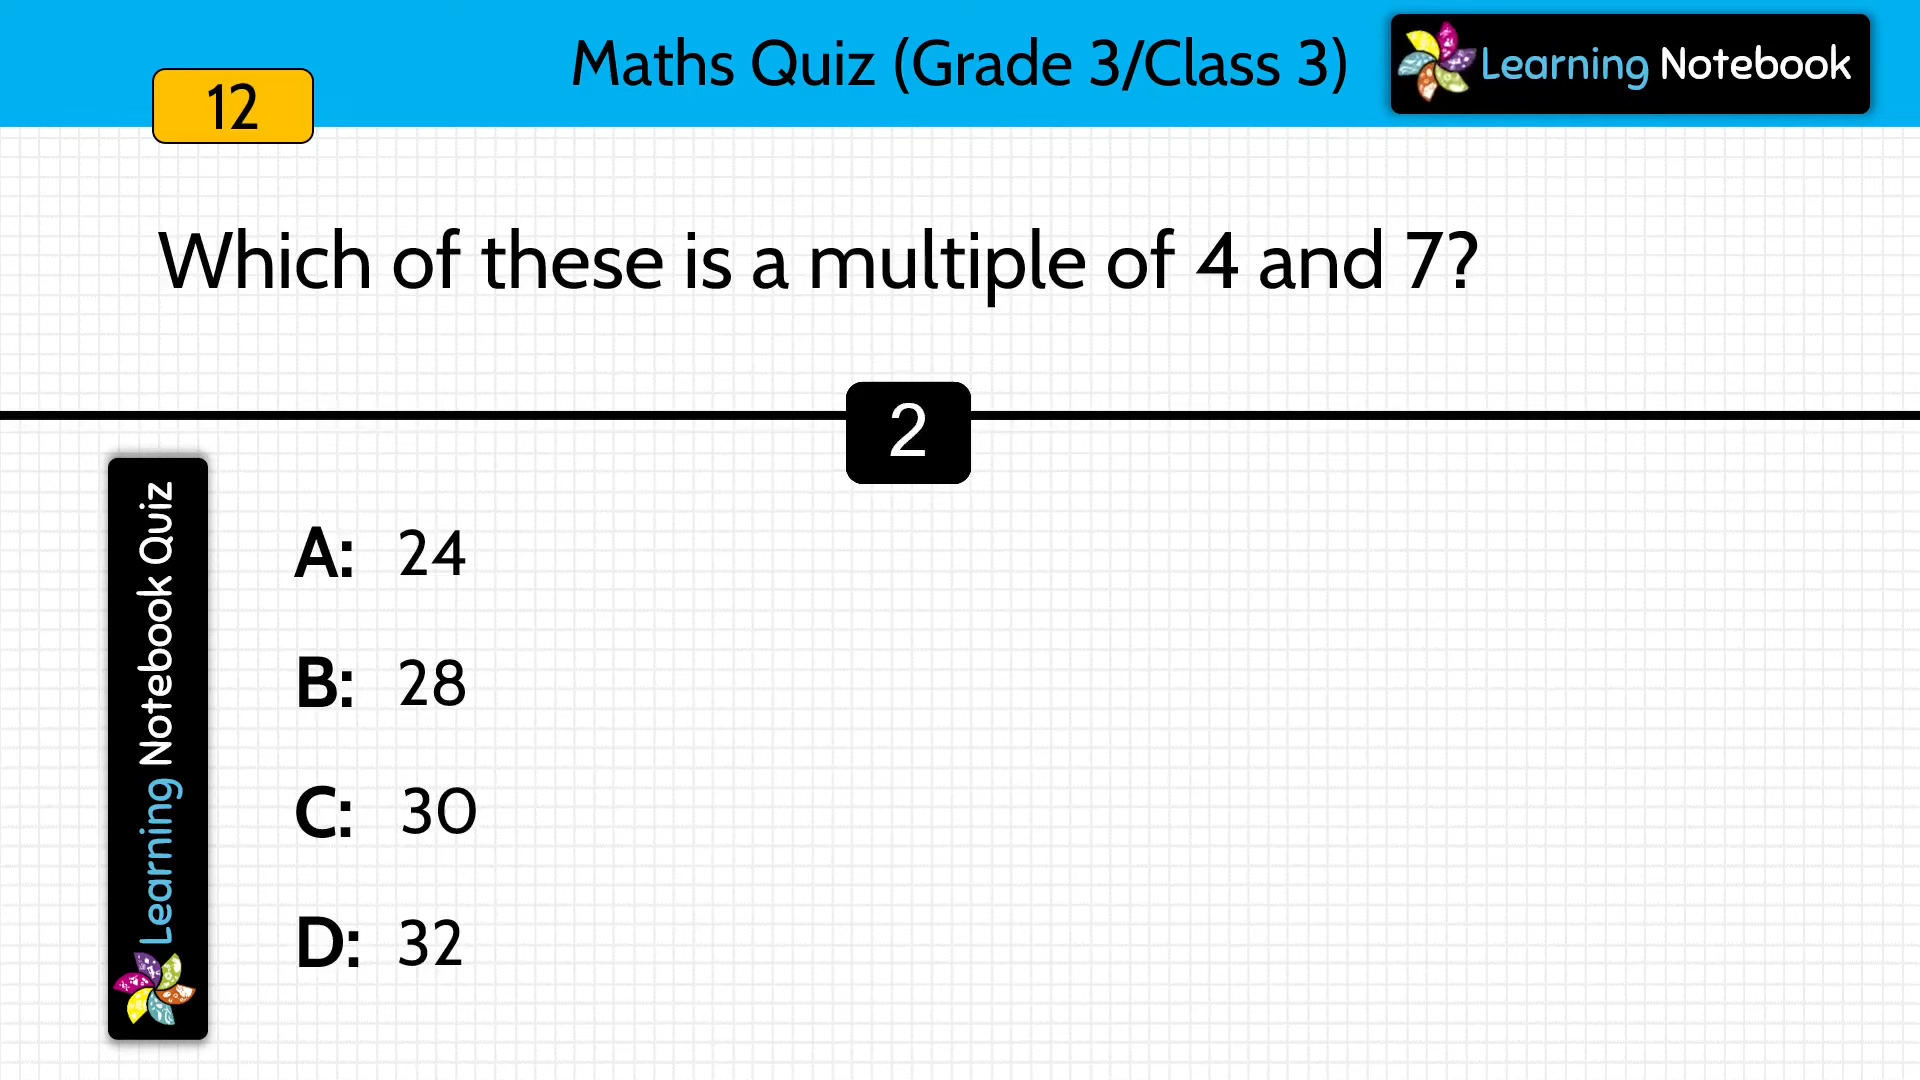 Maths Quiz (Grade 3/Class 3)
Learning Notebook
12
Which of these is a multiple of 4 and 7?
2
Learning Notebook Quiz
A: 24
B: 28
C: 30
D: 32